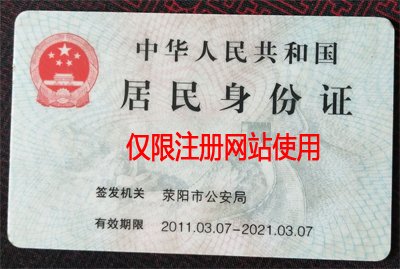 中华人民共和国
居民身份证
仅限注册网站使用
签发机关 荥阳市公安局
有效期限 2011.03.07-2021.03.07